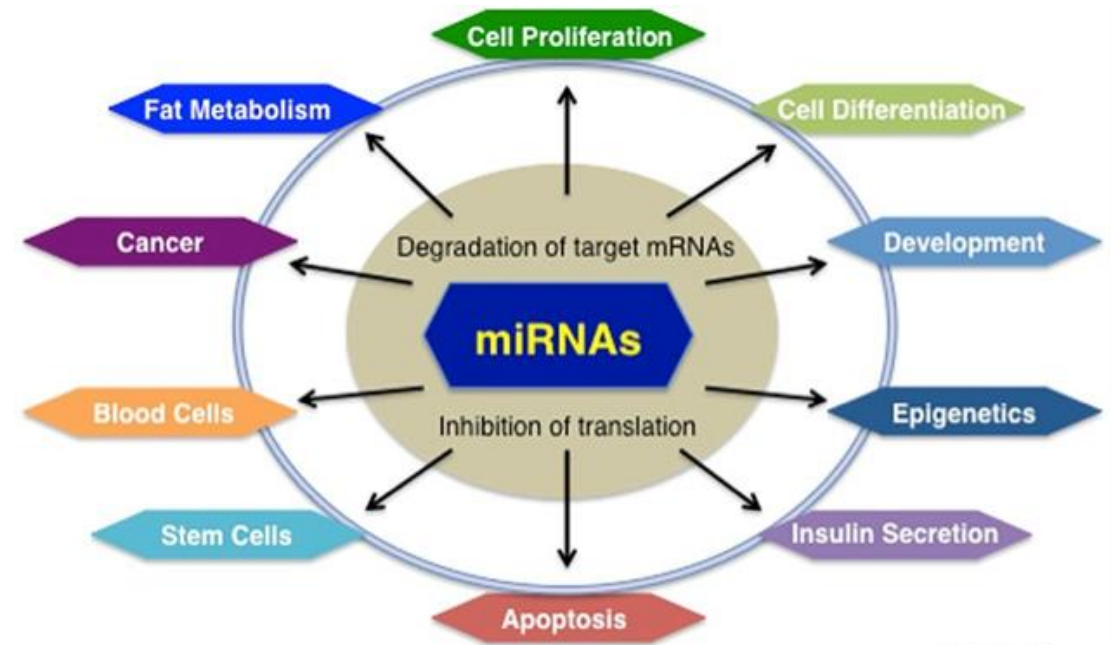 Cell Proliferation
Fat Metabolism
Cell Differentiation
Cancer
Degradation of target mRNAs
Development
miRNAs
Blood Cells
Inhibition of translation
Epigenetics
Stem Cells
Insulin Secretion
Apoptosis